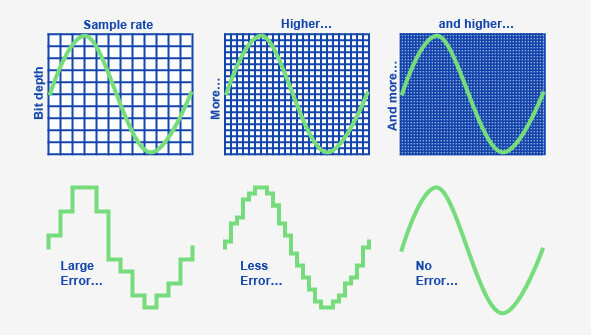 Sample rate
Higher...
and higher...
Bit depth
More...
And more...
Large
Error...
Less
Error...
No
Error...